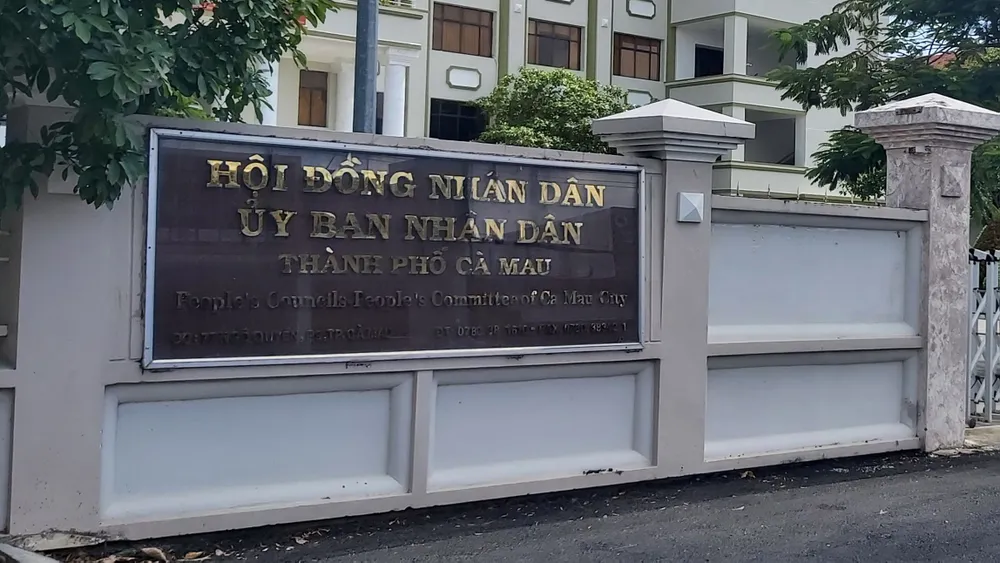 HỘI ĐỒNG NHÂN DÂN
ỦY BAN NHÂN DÂN
THÀNH PHỐ CÀ MAU
People's Councils-People's Committee of Ca Mau City